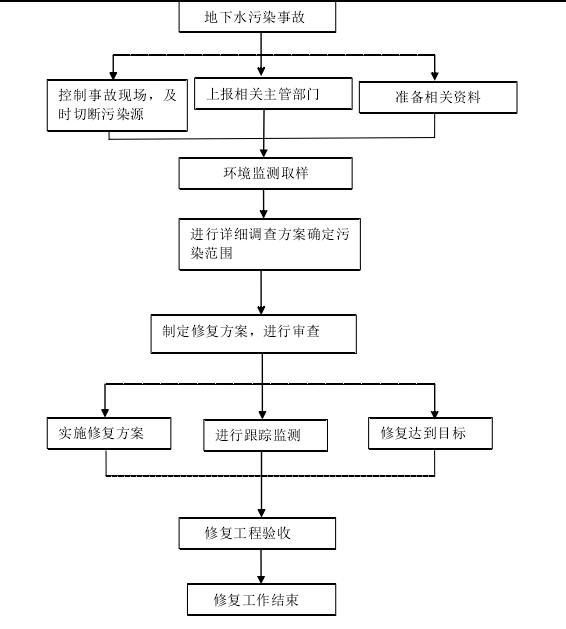 地下水污染事故
控制事故现场，及
时切断污染源
上报相关主管部门
准备相关资料
环境监测取样
进行详细调查方案确定污
染范围
制定修复方案，进行审查
实施修复方案
进行跟踪监测
修复达到目标
修复工程验收
修复工作结束